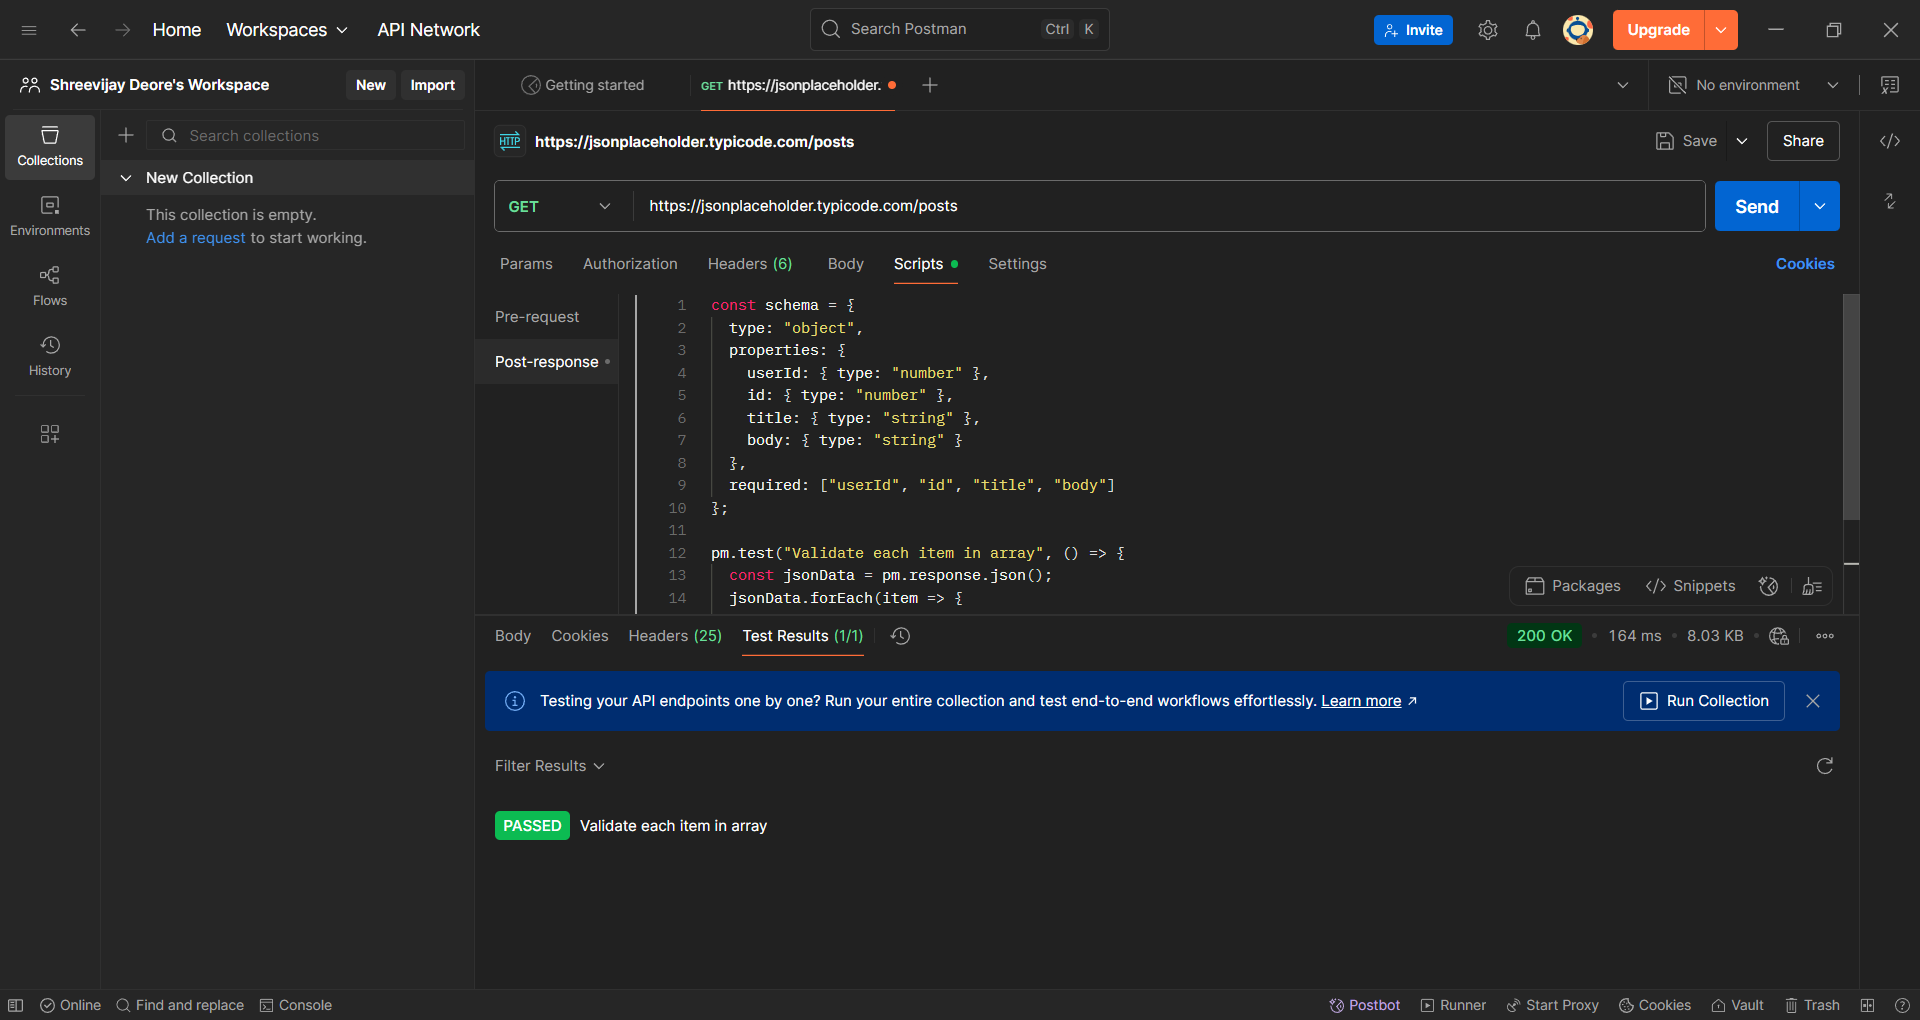 Home Workspaces API Network Search Postman Ctrl K Invite Upgrade
Shreevijay Deore's Workspace New Import Getting started GET https://jsonplaceholder. No environment
Collections
Environments
Flows
History
Search collections
New Collection
This collection is empty.
Add a request to start working.
HTTP https://jsonplaceholder.typicode.com/posts Save Share
GET https://jsonplaceholder.typicode.com/posts Send
Params Authorization Headers (6) Body Scripts Settings Cookies
Pre-request
Post-response
1 const schema = {
2 type: "object",
3 properties: {
4 userId: { type: "number" },
5 id: { type: "number" },
6 title: { type: "string" },
7 body: { type: "string" }
8 },
9 required: ["userId", "id", "title", "body"]
10 };
11
12 pm.test("Validate each item in array", () => {
13 const jsonData = pm.response.json();
14 jsonData.forEach(item => {
Packages Snippets
Body Cookies Headers (25) Test Results (1/1) 200 OK 164 ms 8.03 KB
Testing your API endpoints one by one? Run your entire collection and test end-to-end workflows effortlessly. Learn more Run Collection
Filter Results
PASSED Validate each item in array
Online Find and replace Console Postbot Runner Start Proxy Cookies Vault Trash